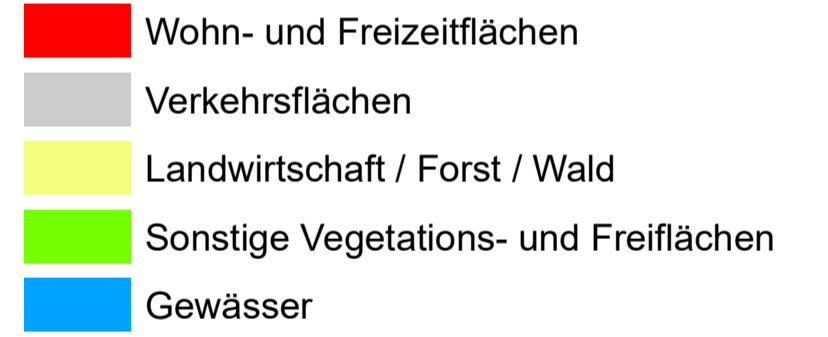 Wohn- und Freizeitflächen
Verkehrsflächen
Landwirtschaft / Forst / Wald
Sonstige Vegetations- und Freiflächen
Gewässer